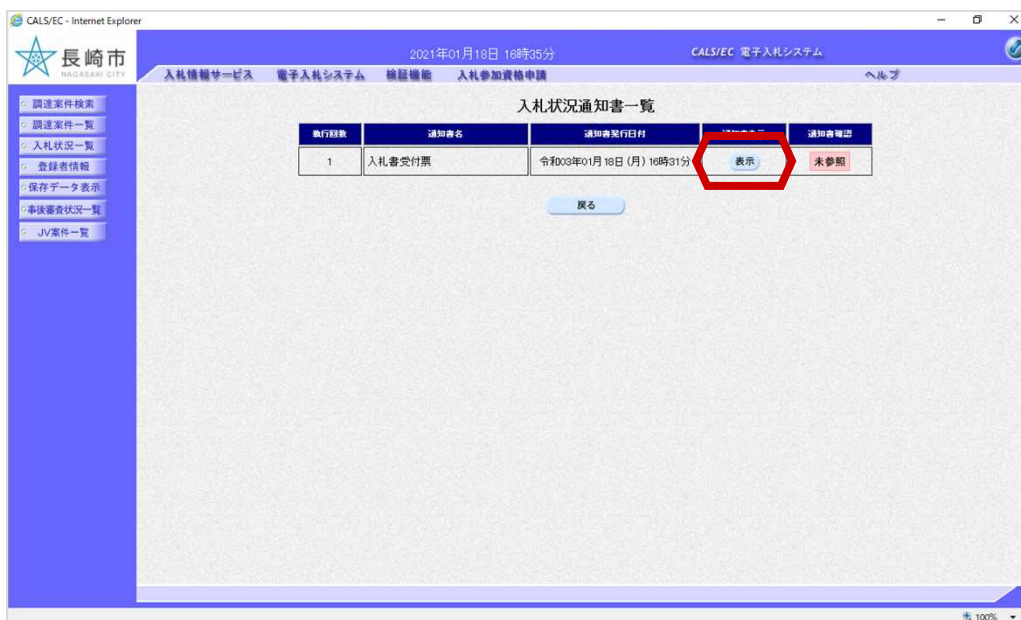 CALS/EC - Internet Explorer
長崎市
NAGASAKI CITY
2021年01月18日 16時35分
CALS/EC 電子入札システム
入札情報サービス 電子入札システム 検証機能 入札参加資格申請 ヘルプ
調達案件検索
調達案件一覧
入札状況一覧
登録者情報
保存データ表示
事後審査状況一覧
JV案件一覧
入札状況通知書一覧
執行回数 通知書名 通知書発行日付 通知書表示 通知書確認
1 入札書受付票 令和03年01月18日(月)16時31分 表示 未参照
戻る
100%